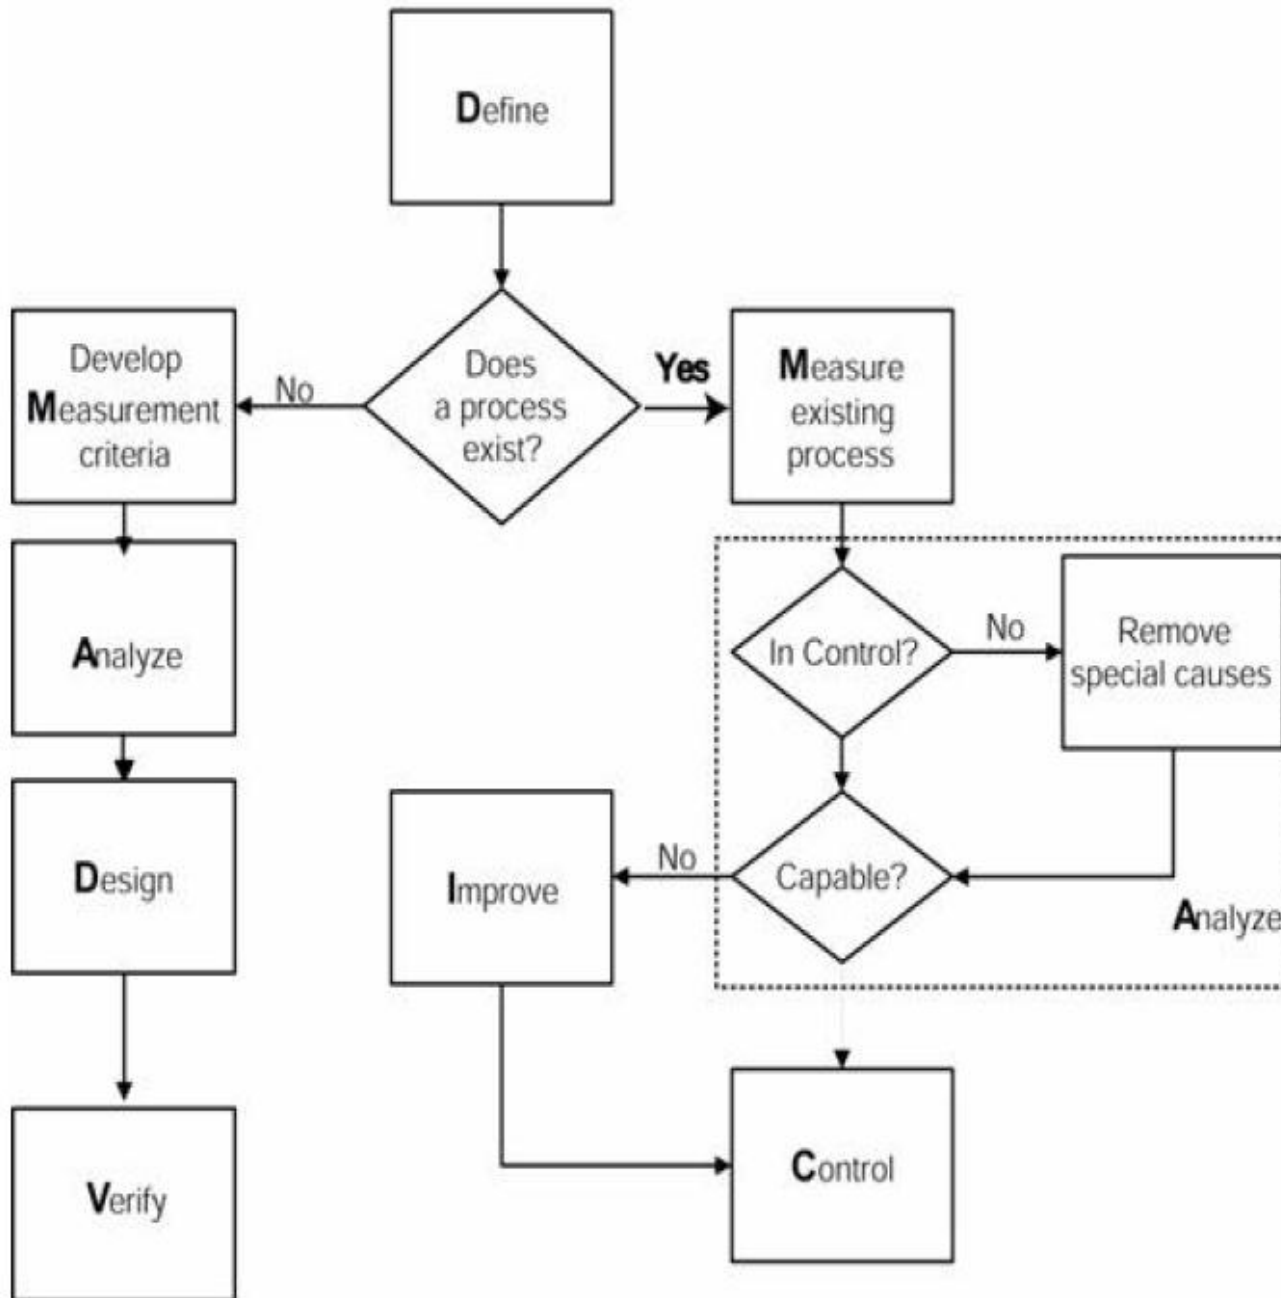 Define
Does
a process
exist?
No
Yes
Develop
Measurement
criteria
Measure
existing
process
Analyze
In Control?
No
Remove
special causes
Design
Improve
No
Capable?
Analyze
Verify
Control